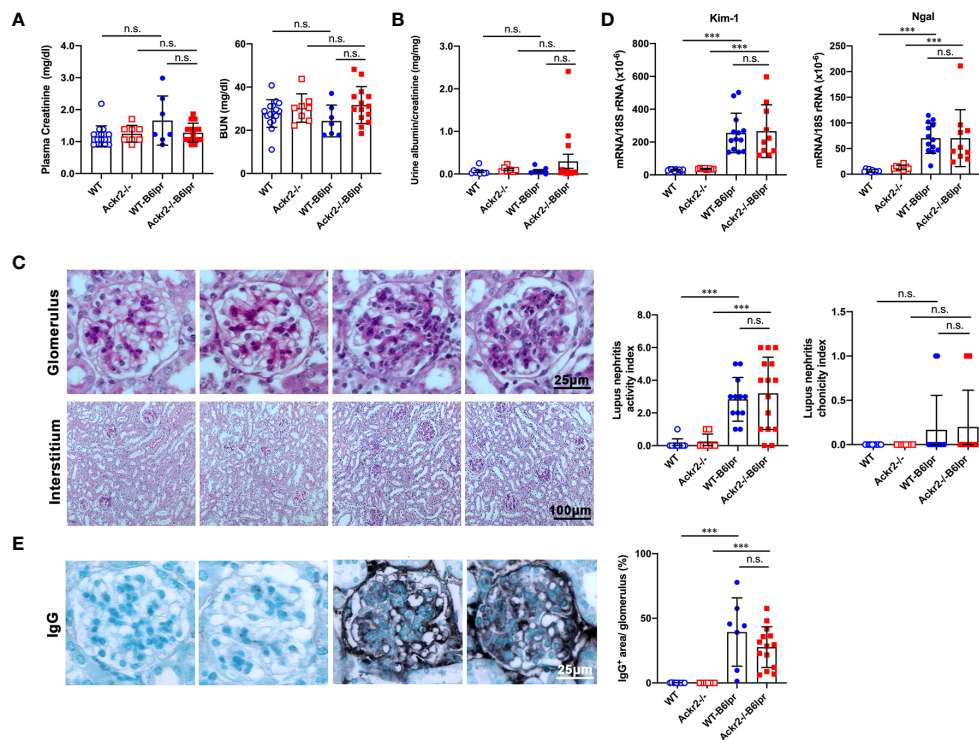 A
n.s.
n.s.
n.s.
Plasma Creatinine (mg/dl)
4.0
3.0
2.0
1.0
0.0
WT
Ackr2-/-
WT-B6lpr
Ackr2-/-B6lpr
n.s.
n.s.
n.s.
BUN (mg/dl)
60
40
20
0
WT
Ackr2-/-
WT-B6lpr
Ackr2-/-B6lpr
B
n.s.
n.s.
n.s.
Urine albumin/creatinine (mg/mg)
3.0
2.0
1.0
0.0
WT
Ackr2-/-
WT-B6lpr
Ackr2-/-B6lpr
D
Kim-1
***
***
n.s.
mRNA/18S rRNA (x10-6)
800
600
400
200
0
WT
Ackr2-/-
WT-B6lpr
Ackr2-/-B6lpr
Ngal
***
***
n.s.
mRNA/18S rRNA (x10-6)
250
200
150
100
50
0
WT
Ackr2-/-
WT-B6lpr
Ackr2-/-B6lpr
C
Glomerulus
25µm
Interstitium
100µm
***
***
n.s.
Lupus nephritis
activity index
8.0
6.0
4.0
2.0
0.0
WT
Ackr2-/-
WT-B6lpr
Ackr2-/-B6lpr
n.s.
n.s.
n.s.
Lupus nephritis
chonicity index
1.5
1.0
0.5
0.0
WT
Ackr2-/-
WT-B6lpr
Ackr2-/-B6lpr
E
IgG
25µm
***
***
n.s.
IgG+ area/ glomerulus (%)
100
50
0
WT
Ackr2-/-
WT-B6lpr
Ackr2-/-B6lpr